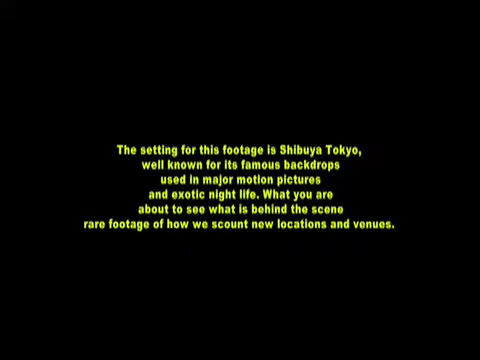 The setting for this footage is Shibuya Tokyo,
well known for its famous backdrops
used in major motion pictures
and exotic night life. What you are
about to see what is behind the scene
rare footage of how we scount new locations and venues.